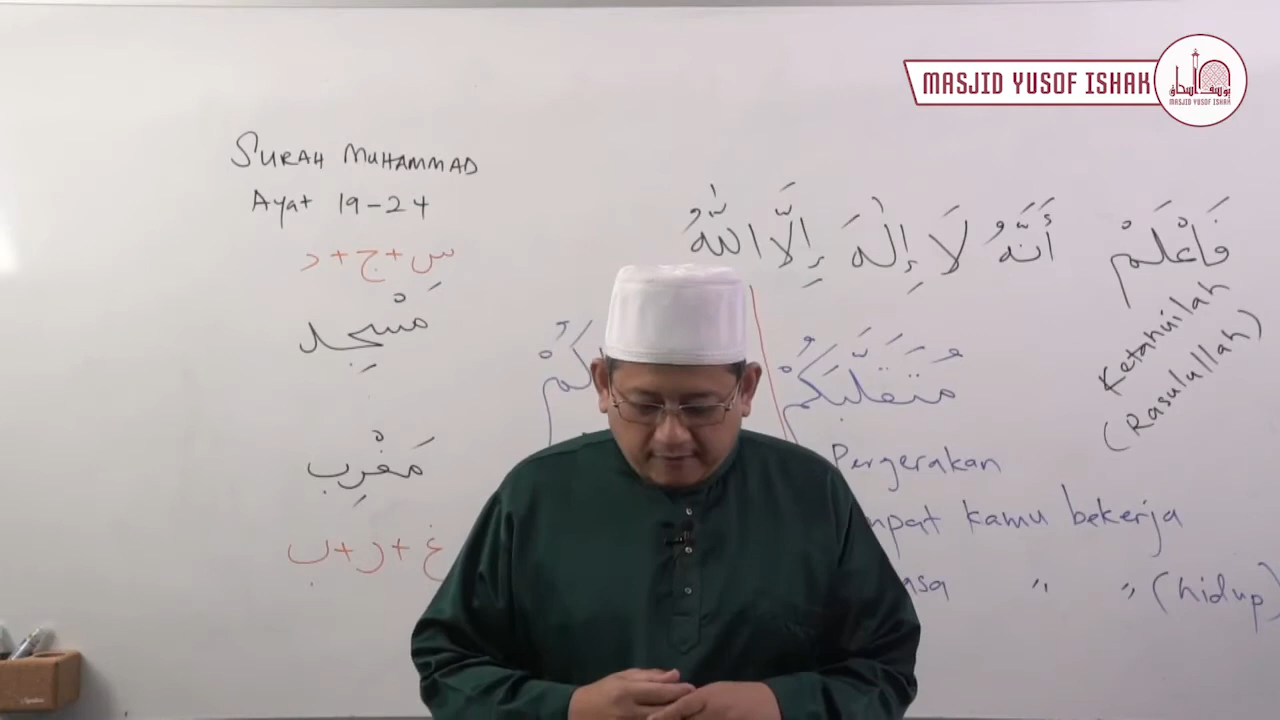 MASJID YUSOF ISHAK
MASJID YUSOF ISHAK
SURAH MUHAMMAD
Ayat 19-24
س + ج + د
مَسْجِد
مَغْرِب
غ + ر + ب
فَاعْلَمْ أَنَّهُ لَا إِلٰهَ إِلَّا اللّٰهُ
Ketahuilah
(Rasulullah)
مُتَقَلَّبَكُمْ
Pergerakan
kamu bekerja
" " (hidup)